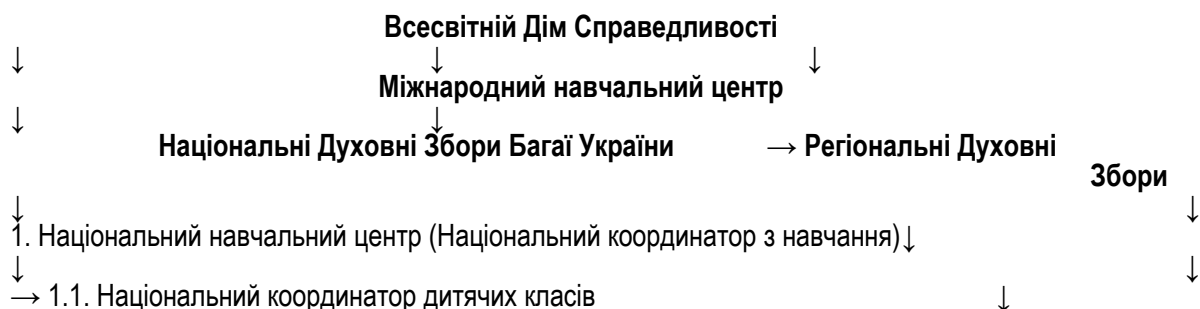 Всесвітній Дім Справедливості
↓ ↓ ↓
Міжнародний навчальний центр
↓ ↓
Національні Духовні Збори Багаї України → Регіональні Духовні
Збори
↓ ↓
1. Національний навчальний центр (Національний координатор з навчання)↓
↓ ↓
→ 1.1. Національний координатор дитячих класів ↓